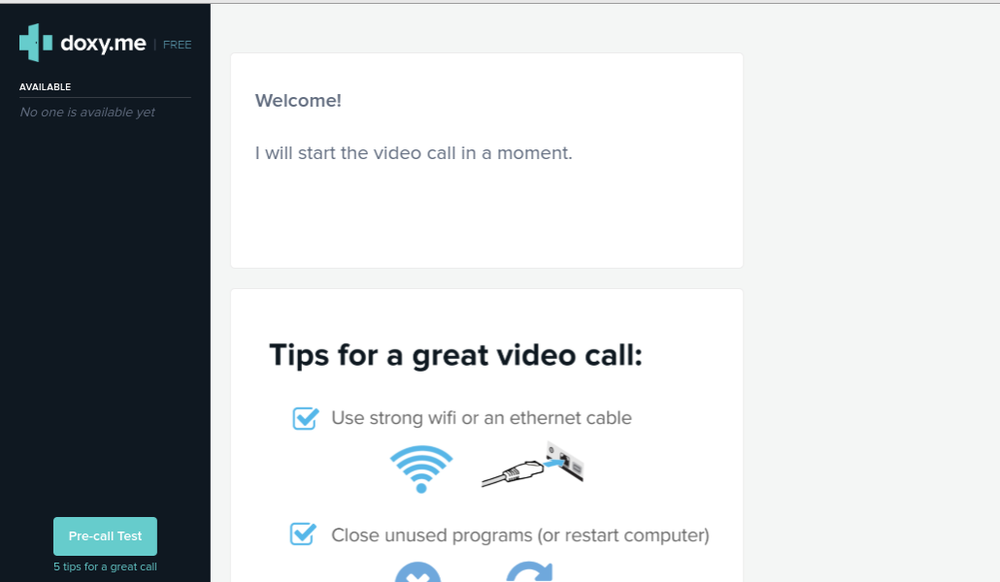 doxy.me | FREE
AVAILABLE
No one is available yet
Pre-call Test
5 tips for a great call
Welcome!
I will start the video call in a moment.
Tips for a great video call:
Use strong wifi or an ethernet cable
Close unused programs (or restart computer)